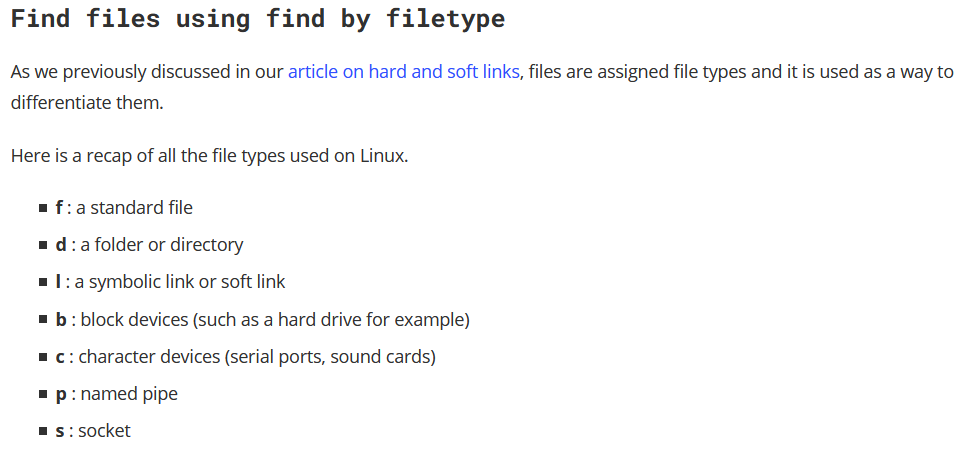 Find files using find by filetype
As we previously discussed in our article on hard and soft links, files are assigned file types and it is used as a way to
differentiate them.
Here is a recap of all the file types used on Linux.
▪ f : a standard file
▪ d : a folder or directory
▪ l : a symbolic link or soft link
▪ b : block devices (such as a hard drive for example)
▪ c : character devices (serial ports, sound cards)
▪ p : named pipe
▪ s : socket